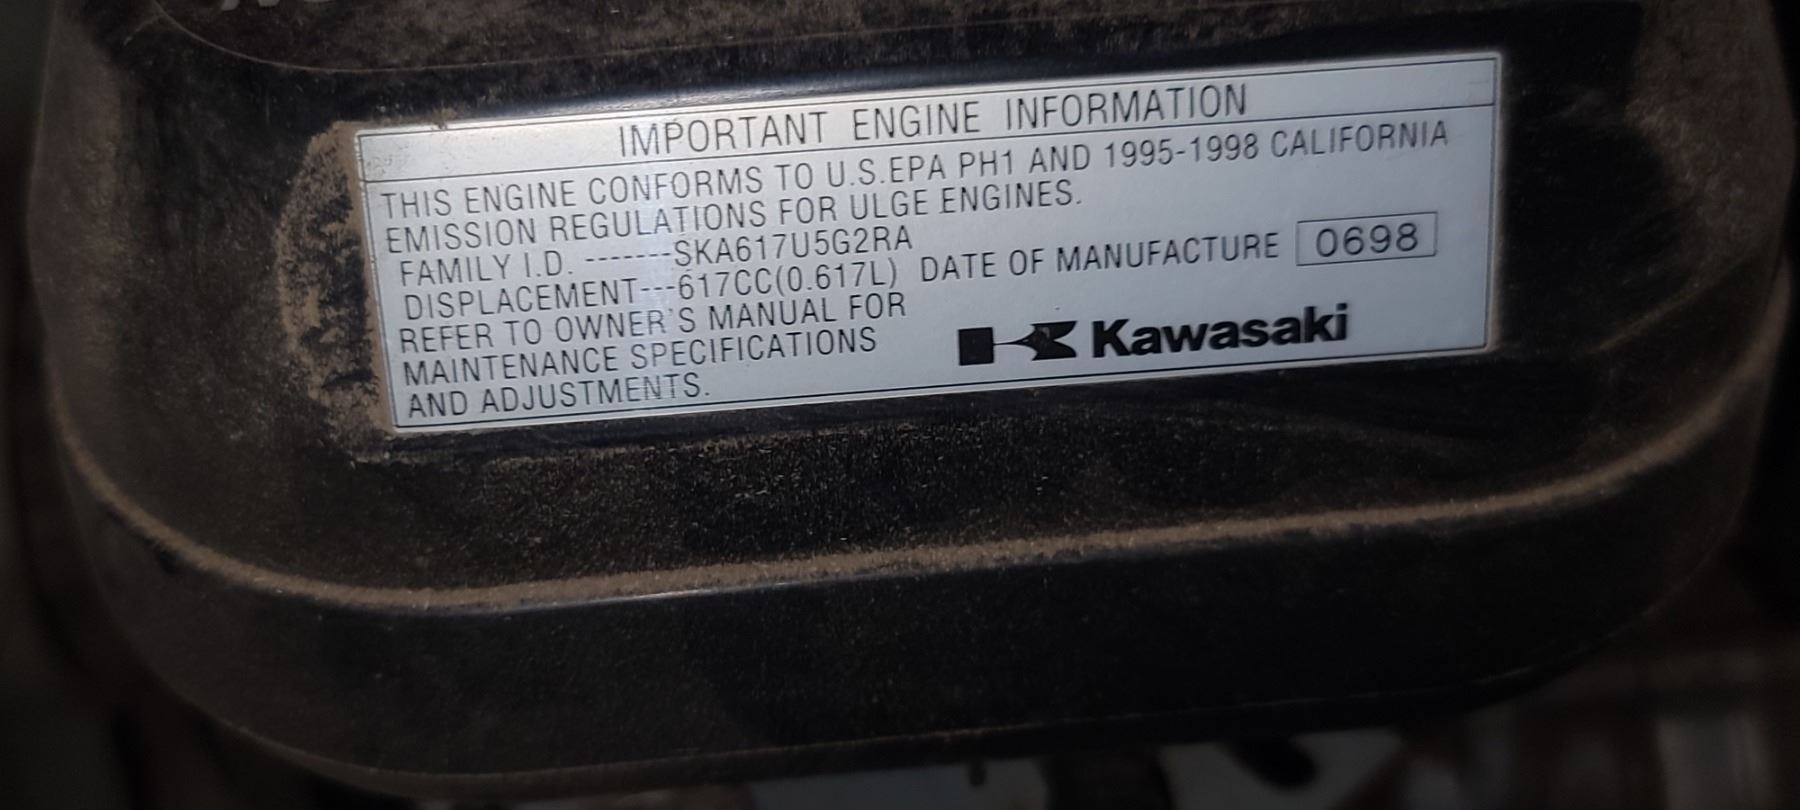 IMPORTANT ENGINE INFORMATION
THIS ENGINE CONFORMS TO U.S.EPA PH1 AND 1995-1998 CALIFORNIA
EMISSION REGULATIONS FOR ULGE ENGINES.
FAMILY I.D. -------SKA617U5G2RA
DISPLACEMENT---617CC(0.617L) DATE OF MANUFACTURE 0698
REFER TO OWNER'S MANUAL FOR
MAINTENANCE SPECIFICATIONS
AND ADJUSTMENTS.
Kawasaki